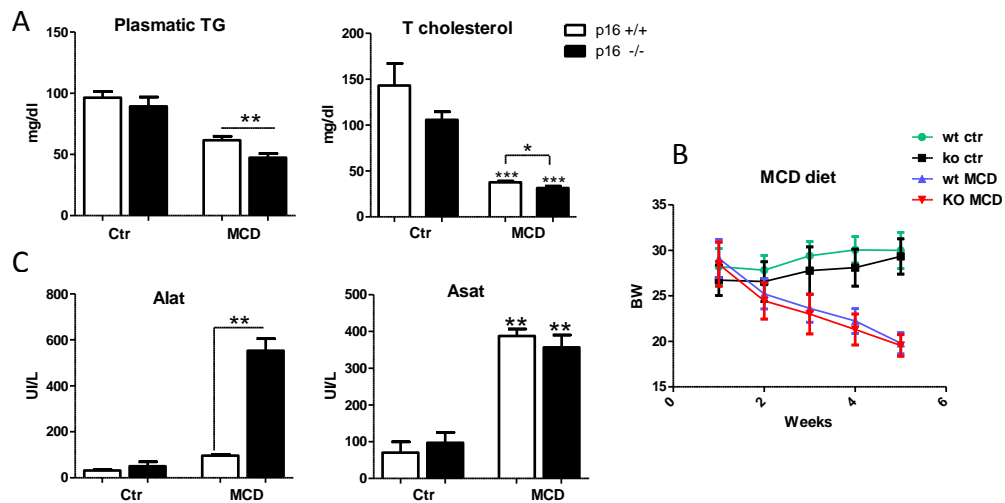 A
Plasmatic TG
mg/dl
150
100
50
0
**
Ctr
MCD
T cholesterol
mg/dl
200
150
100
50
0
*
***
***
Ctr
MCD
p16 +/+
p16 -/-
B
MCD diet
wt ctr
ko ctr
wt MCD
KO MCD
BW
35
30
25
20
15
0
2
4
6
Weeks
C
Alat
UI/L
800
600
400
200
0
**
Ctr
MCD
Asat
UI/L
500
400
300
200
100
0
**
**
Ctr
MCD